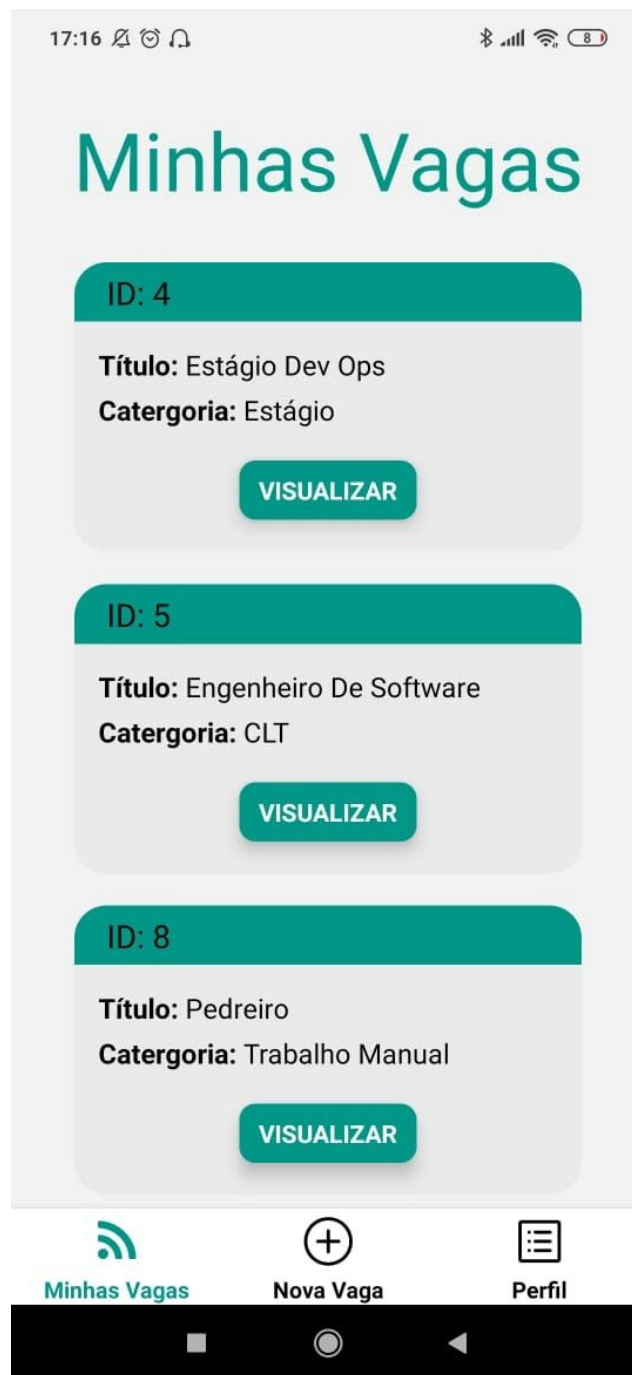 17:16
8
Minhas Vagas
ID: 4
Título: Estágio Dev Ops
Catergoria: Estágio
VISUALIZAR
ID: 5
Título: Engenheiro De Software
Catergoria: CLT
VISUALIZAR
ID: 8
Título: Pedreiro
Catergoria: Trabalho Manual
VISUALIZAR
Minhas Vagas Nova Vaga Perfil